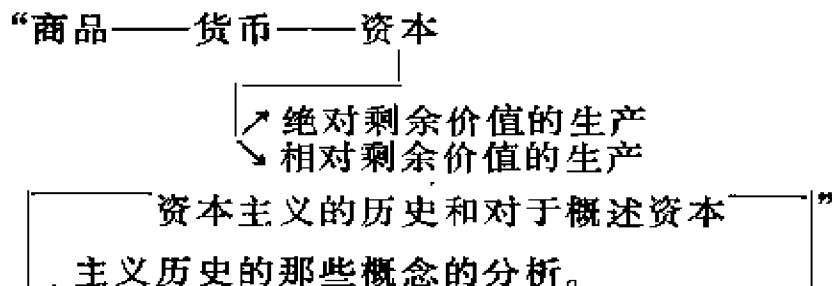 “商品——货币——资本
绝对剩余价值的生产
相对剩余价值的生产
资本主义的历史和对于概述资本”
主义历史的那些概念的分析。